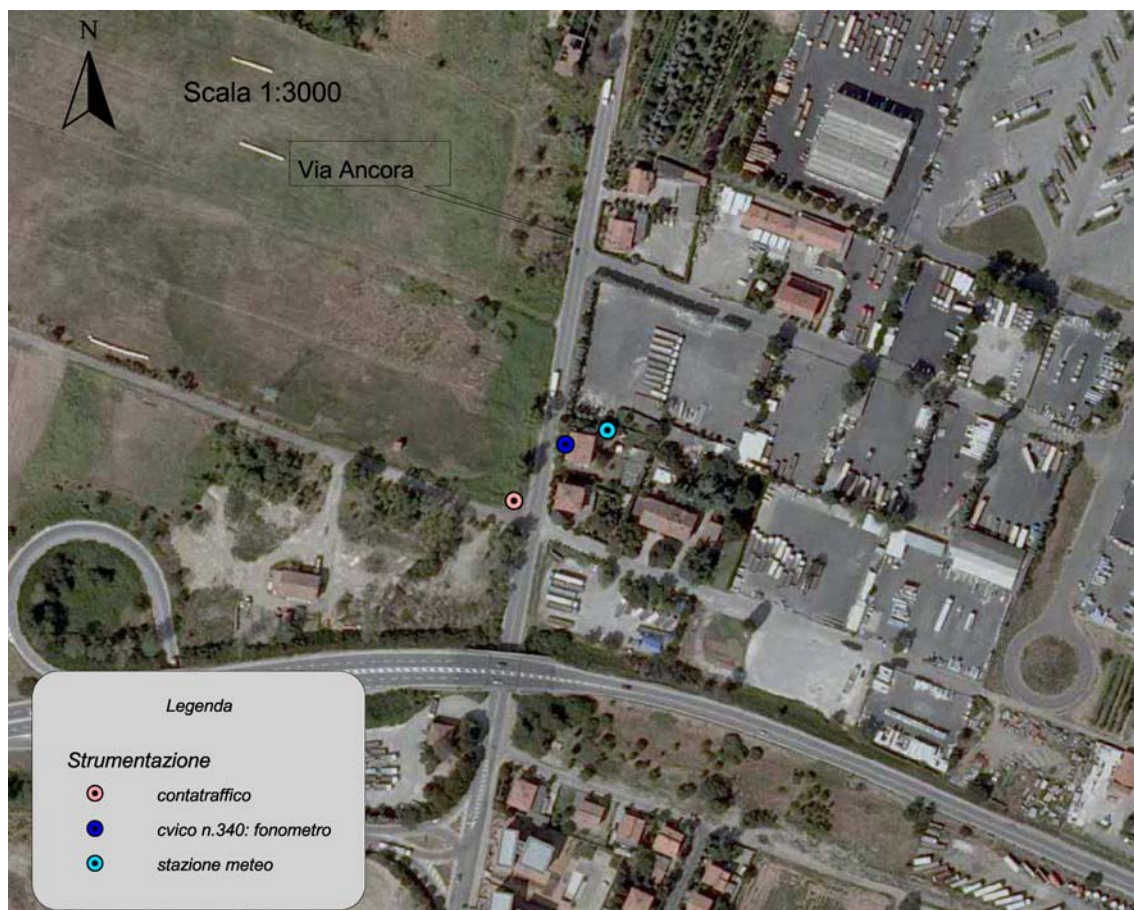 N
Scala 1:3000
Via Ancora
Legenda
Strumentazione
contatraffico
cvico n.340: fonometro
stazione meteo